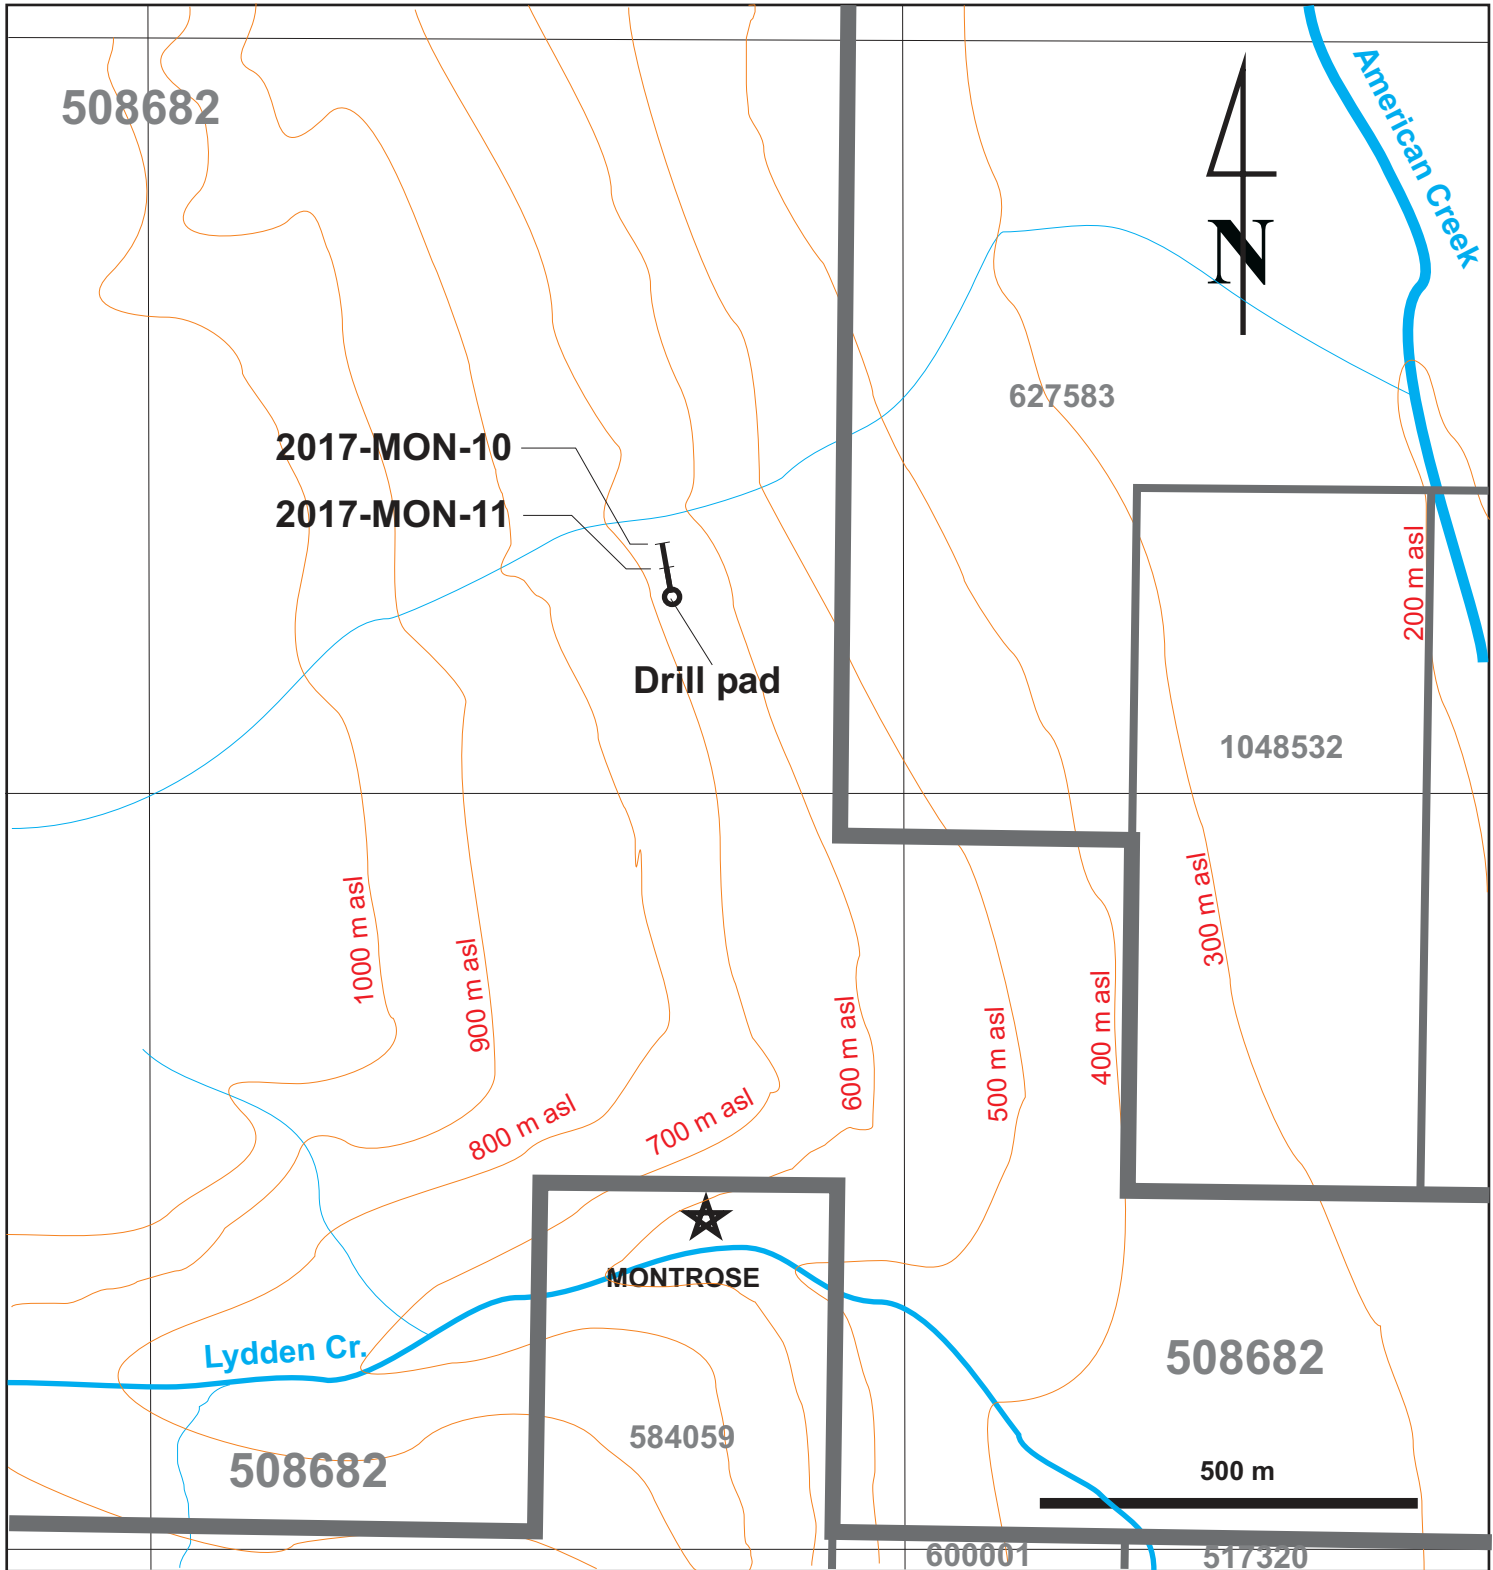 508682
American Creek
N
627583
2017-MON-10
2017-MON-11
200 m asl
Drill pad
1048532
1000 m asl
900 m asl
300 m asl
600 m asl
500 m asl
400 m asl
800 m asl
700 m asl
MONTROSE
Lydden Cr.
508682
584059
508682
500 m
600001
517320